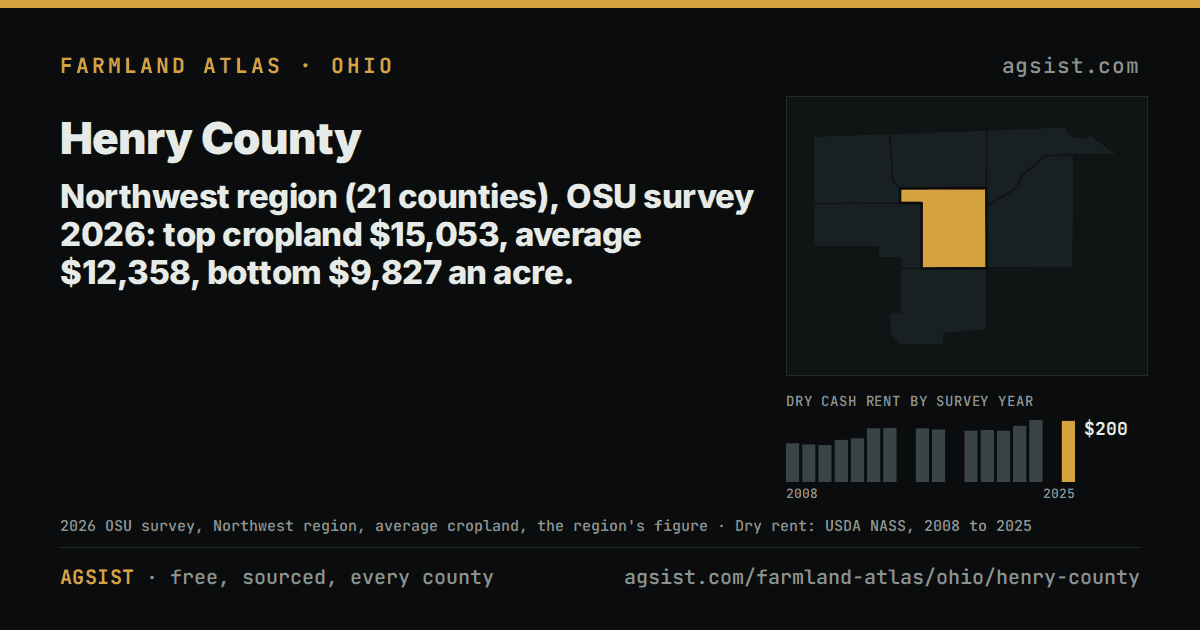 FARMLAND ATLAS · OHIO
agsist.com
Henry County
Northwest region (21 counties), OSU survey
2026: top cropland $15,053, average
$12,358, bottom $9,827 an acre.
DRY CASH RENT BY SURVEY YEAR
$200
2008
2025
2026 OSU survey, Northwest region, average cropland, the region's figure · Dry rent: USDA NASS, 2008 to 2025
AGSIST · free, sourced, every county
agsist.com/farmland-atlas/ohio/henry-county